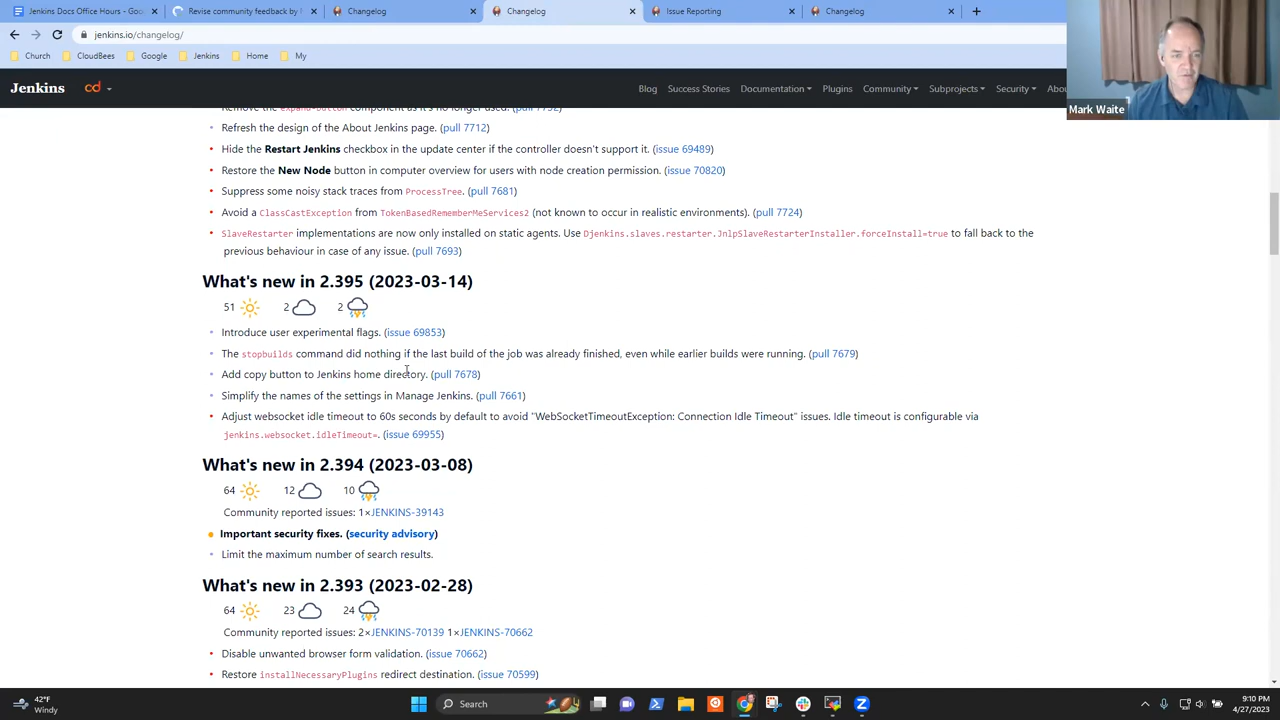 Jenkins Docs Office Hours - Goo
Revise community feedback by
Changelog
Changelog
Issue Reporting
Changelog
jenkins.io/changelog/
Church
CloudBees
Google
Jenkins
Home
My
Jenkins
cd
Blog Success Stories Documentation Plugins Community Subprojects Security Abou
Mark Waite
Remove the expand-button component as it's no longer used. (pull 7732)
Refresh the design of the About Jenkins page. (pull 7712)
Hide the Restart Jenkins checkbox in the update center if the controller doesn't support it. (issue 69489)
Restore the New Node button in computer overview for users with node creation permission. (issue 70820)
Suppress some noisy stack traces from ProcessTree. (pull 7681)
Avoid a ClassCastException from TokenBasedRememberMeServices2 (not known to occur in realistic environments). (pull 7724)
SlaveRestarter implementations are now only installed on static agents. Use Djenkins.slaves.restarter.JnlpSlaveRestarterInstaller.forceInstall=true to fall back to the
previous behaviour in case of any issue. (pull 7693)
What's new in 2.395 (2023-03-14)
51 2 2
Introduce user experimental flags. (issue 69853)
The stopbuilds command did nothing if the last build of the job was already finished, even while earlier builds were running. (pull 7679)
Add copy button to Jenkins home directory. (pull 7678)
Simplify the names of the settings in Manage Jenkins. (pull 7661)
Adjust websocket idle timeout to 60s seconds by default to avoid "WebSocketTimeoutException: Connection Idle Timeout" issues. Idle timeout is configurable via
jenkins.websocket.idleTimeout=. (issue 69955)
What's new in 2.394 (2023-03-08)
64 12 10
Community reported issues: 1×JENKINS-39143
Important security fixes. (security advisory)
Limit the maximum number of search results.
What's new in 2.393 (2023-02-28)
64 23 24
Community reported issues: 2×JENKINS-70139 1×JENKINS-70662
Disable unwanted browser form validation. (issue 70662)
Restore installNecessaryPlugins redirect destination. (issue 70599)
42°F
Windy
Search
9:10 PM
4/27/2023